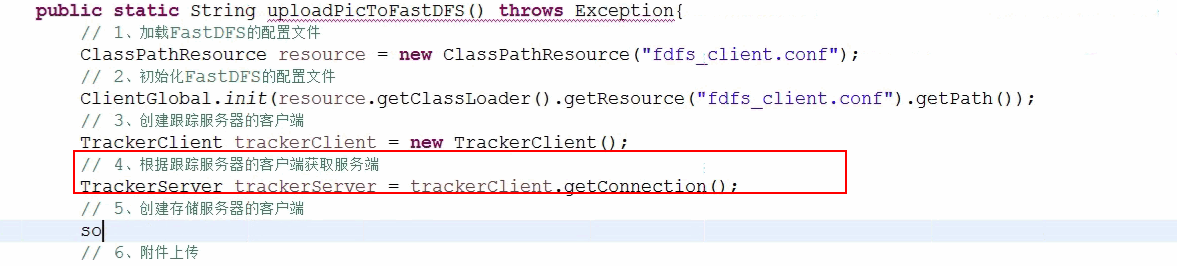 public static String uploadPicToFastDFS() throws Exception{
// 1、加载FastDFS的配置文件
ClassPathResource resource = new ClassPathResource("fdfs_client.conf");
// 2、初始化FastDFS的配置文件
ClientGlobal.init(resource.getClassLoader().getResource("fdfs_client.conf").getPath());
// 3、创建跟踪服务器的客户端
TrackerClient trackerClient = new TrackerClient();
// 4、根据跟踪服务器的客户端获取服务端
TrackerServer trackerServer = trackerClient.getConnection();
// 5、创建存储服务器的客户端
so
// 6、附件上传